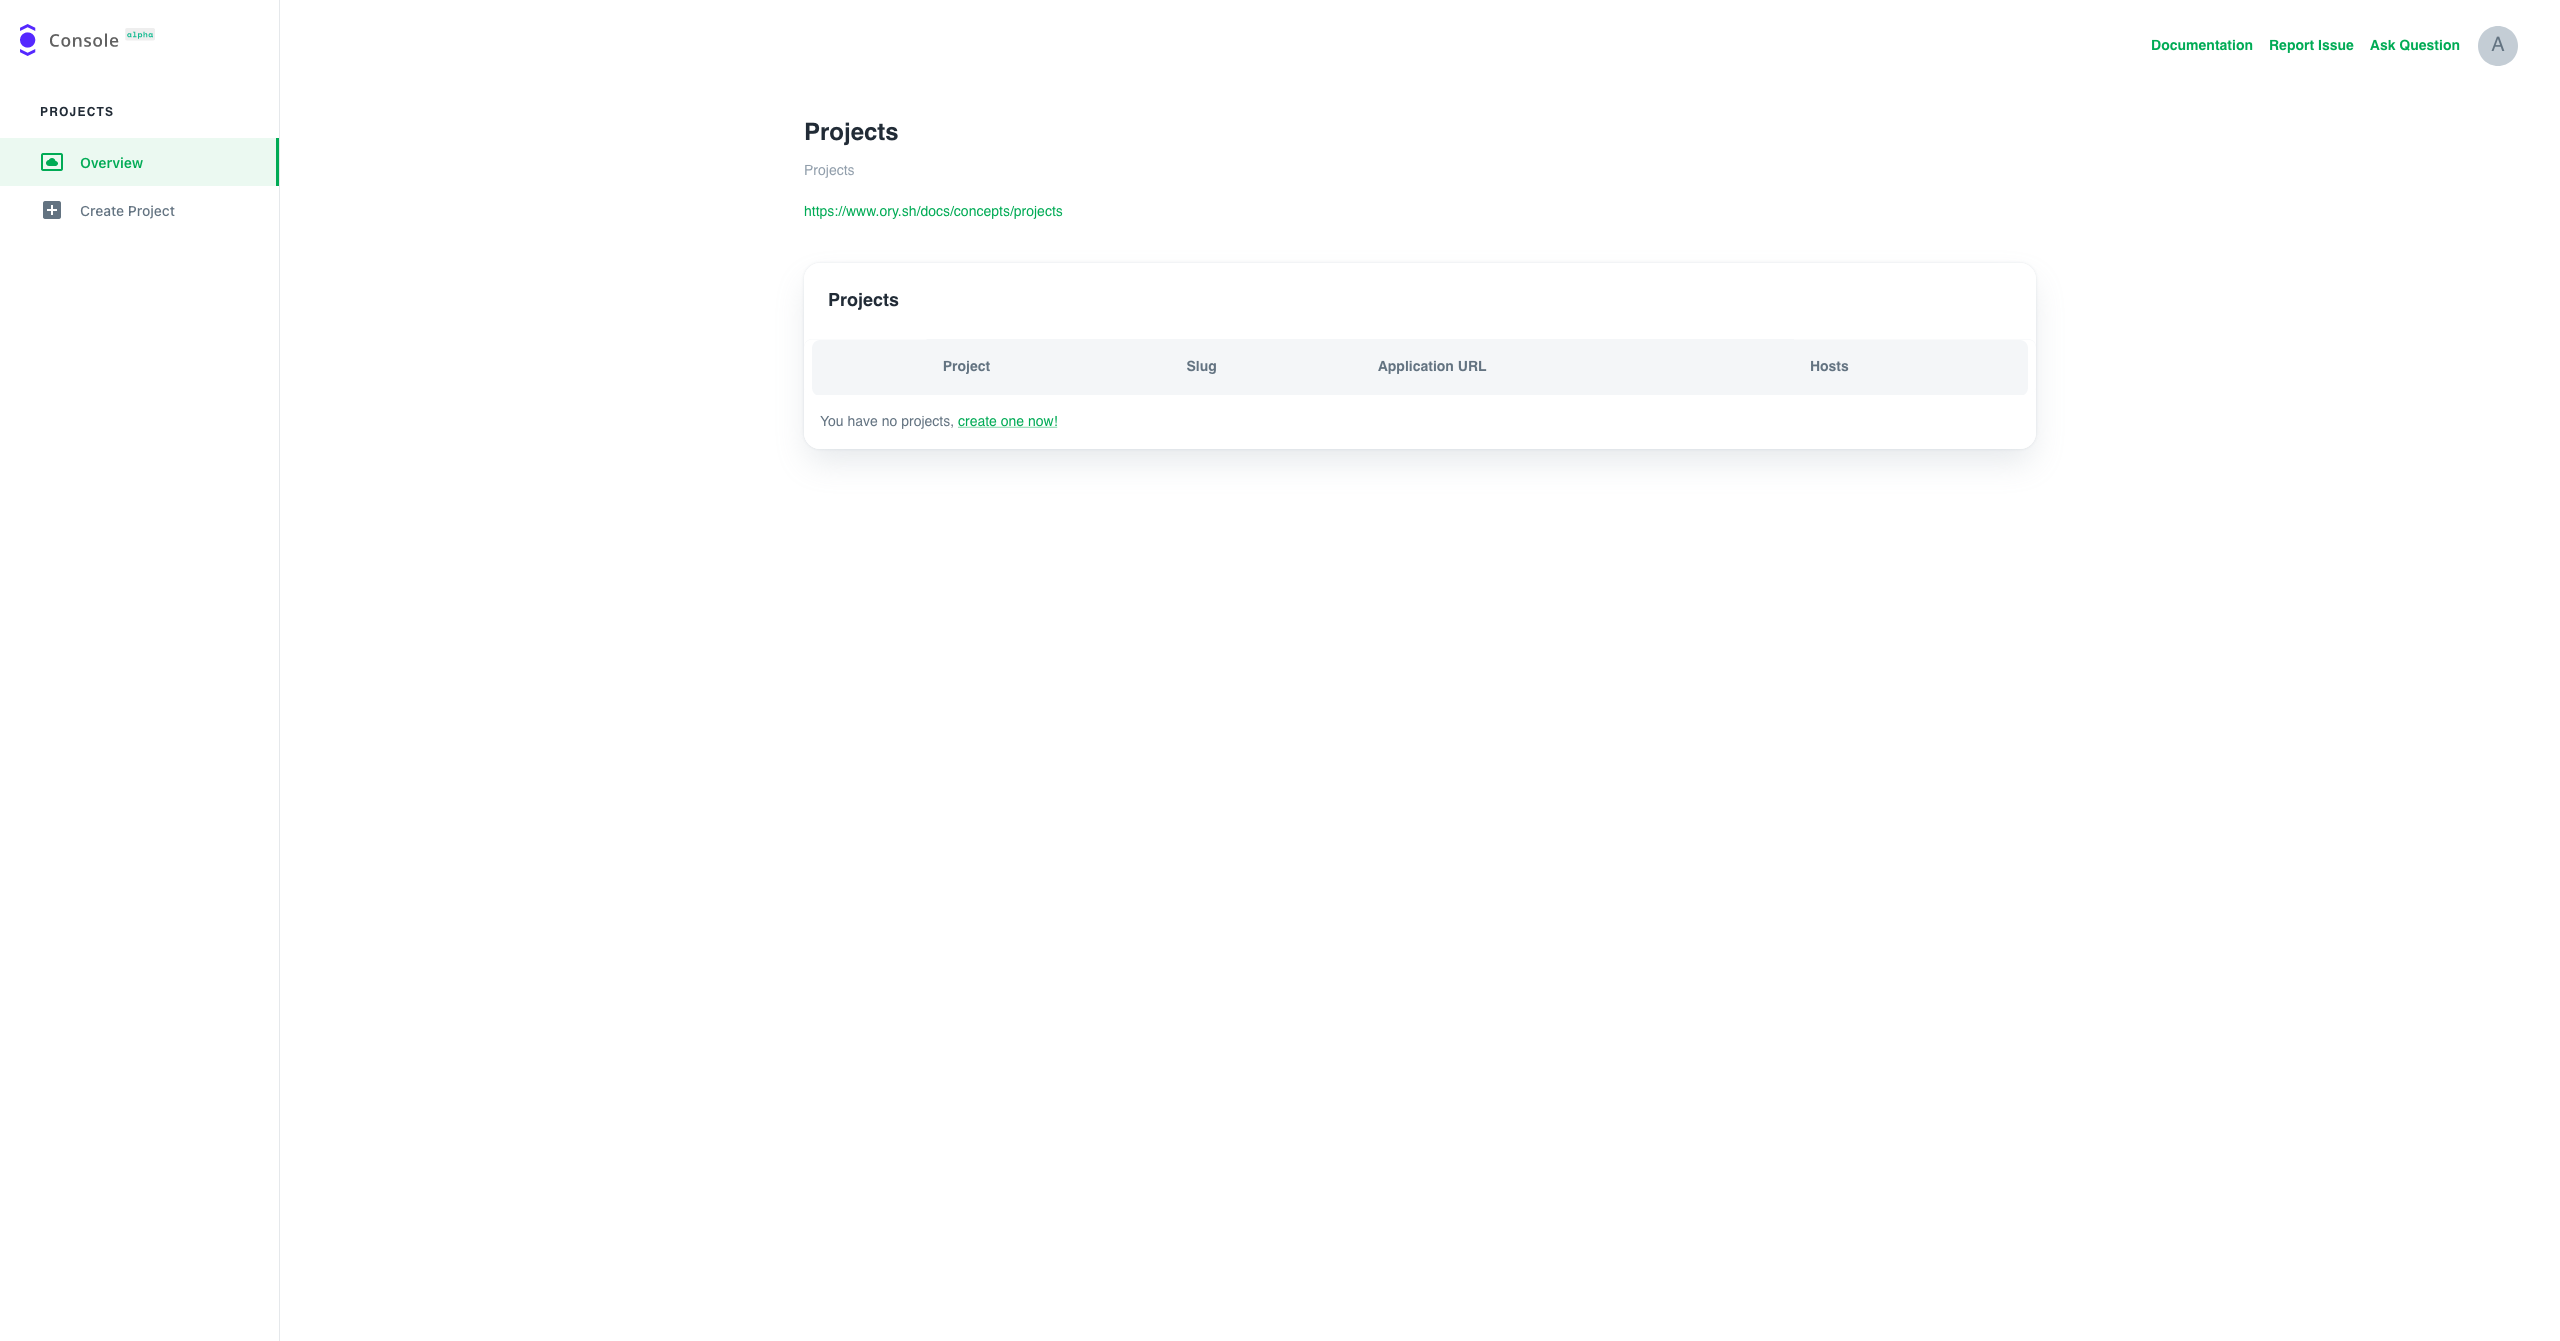 Console alpha
Documentation Report Issue Ask Question A
PROJECTS
Overview
Create Project
Projects
Projects
https://www.ory.sh/docs/concepts/projects
Projects
Project Slug Application URL Hosts
You have no projects, create one now!